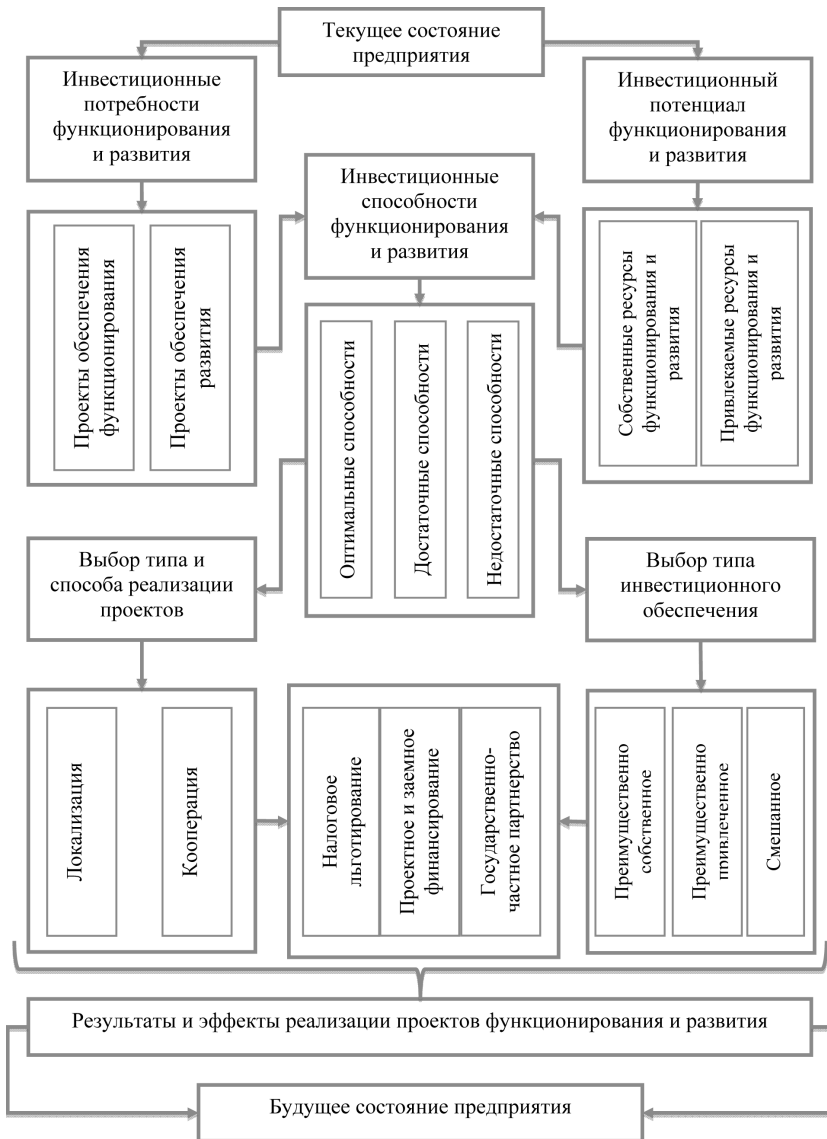 Текущее состояние
предприятия
Инвестиционные
потребности
функционирования
и развития
Инвестиционный
потенциал
функционирования
и развития
Инвестиционные
способности
функционирования
и развития
Проекты обеспечения
функционирования
Проекты обеспечения
развития
Собственные ресурсы
функционирования и
развития
Привлекаемые ресурсы
функционирования и
развития
Оптимальные способности
Достаточные способности
Недостаточные способности
Выбор типа и
способа реализации
проектов
Выбор типа
инвестиционного
обеспечения
Локализация
Кооперация
Налоговое
льготирование
Проектное и заемное
финансирование
Государственно-
частное партнерство
Преимущественно
собственное
Преимущественно
привлеченное
Смешанное
Результаты и эффекты реализации проектов функционирования и развития
Будущее состояние предприятия